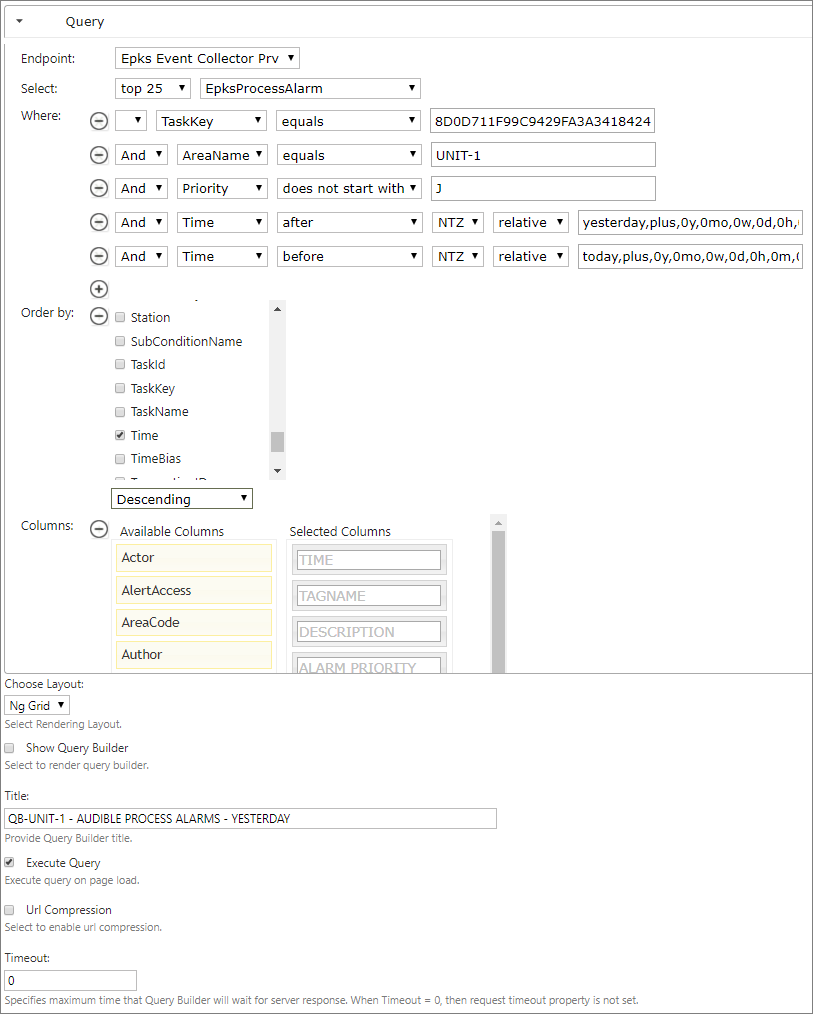 Query
Endpoint: Epks Event Collector Prv
Select: top 25 EpksProcessAlarm
Where: TaskKey equals 8D0D711F99C9429FA3A3418424
And AreaName equals UNIT-1
And Priority does not start with J
And Time after NTZ relative yesterday,plus,0y,0mo,0w,0d,0h,
And Time before NTZ relative today,plus,0y,0mo,0w,0d,0h,0m,
Order by: Station
SubConditionName
TaskId
TaskKey
TaskName
Time
TimeBias
Descending
Columns: Available Columns Selected Columns
Actor TIME
AlertAccess TAGNAME
AreaCode DESCRIPTION
Author ALARM PRIORITY
Choose Layout:
Ng Grid
Select Rendering Layout.
Show Query Builder
Select to render query builder.
Title:
QB-UNIT-1 - AUDIBLE PROCESS ALARMS - YESTERDAY
Provide Query Builder title.
Execute Query
Execute query on page load.
Url Compression
Select to enable url compression.
Timeout:
0
Specifies maximum time that Query Builder will wait for server response. When Timeout = 0, then request timeout property is not set.